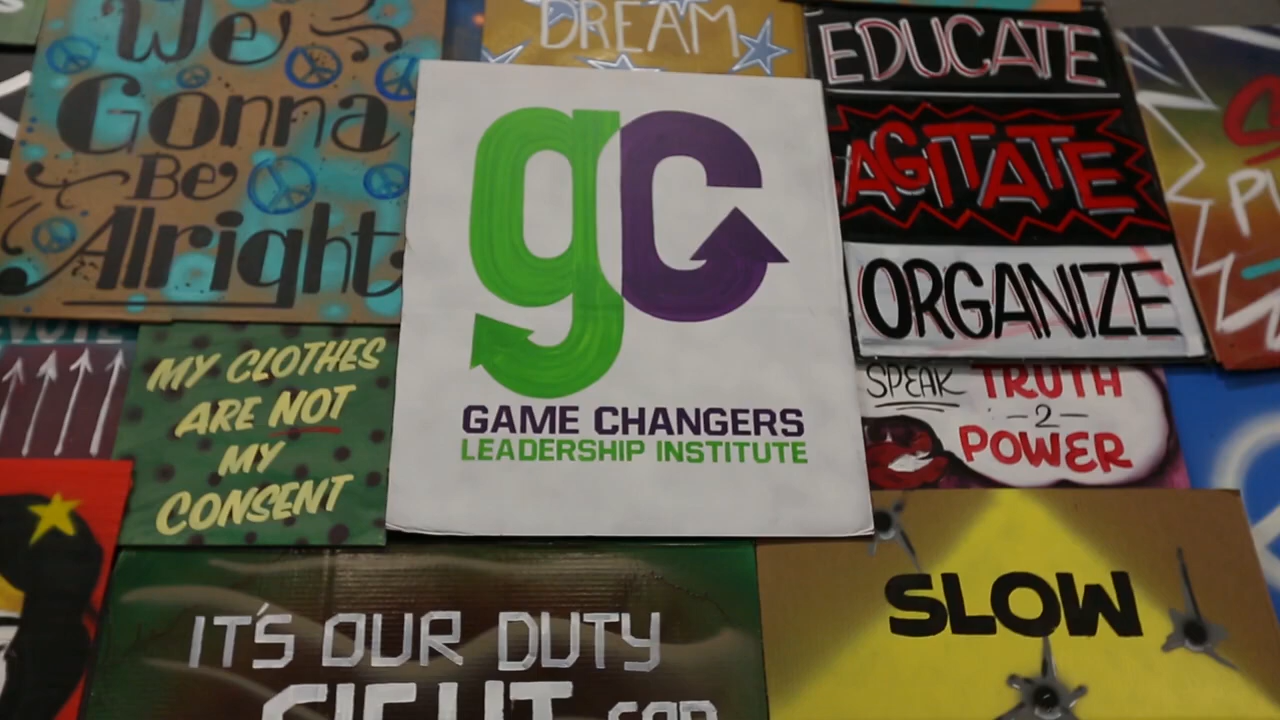 We
Gonna
Be
Alright
DREAM
EDUCATE
AGITATE
ORGANIZE
gc
GAME CHANGERS
LEADERSHIP INSTITUTE
MY CLOTHES
ARE NOT
MY
CONSENT
SPEAK TRUTH
-2-
POWER
IT'S OUR DUTY
SLOW